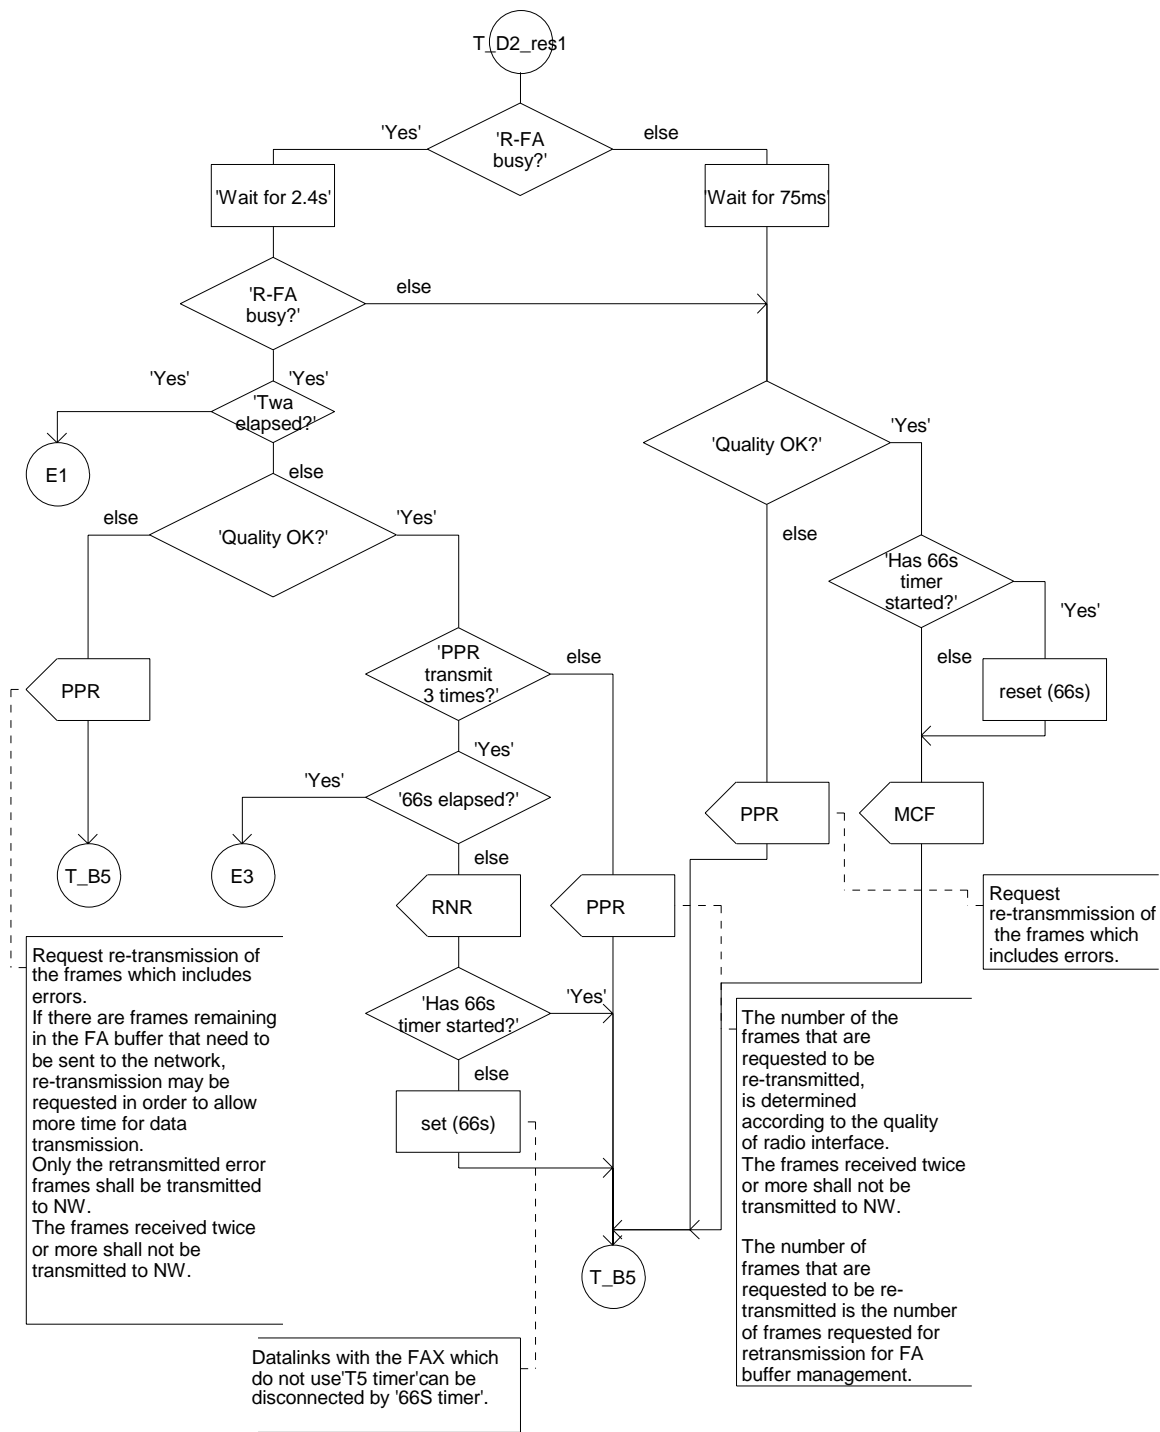 T_D2_res1
'Yes'
'R-FA
busy?'
else
'Wait for 2.4s'
'Wait for 75ms'
'R-FA
busy?'
else
'Yes'
'Yes'
'Twa
elapsed?'
E1
else
'Quality OK?'
'Yes'
else
'Quality OK?'
'Yes'
else
'Has 66s
timer
started?'
'Yes'
else
reset (66s)
PPR
'PPR
transmit
3 times?'
else
'Yes'
'Yes'
'66s elapsed?'
PPR
MCF
T_B5
E3
else
RNR
PPR
Request
re-transmmission of
the frames which
includes errors.
Request re-transmission of
the frames which includes
errors.
If there are frames remaining
in the FA buffer that need to
be sent to the network,
re-transmission may be
requested in order to allow
more time for data
transmission.
Only the retransmitted error
frames shall be transmitted
to NW.
The frames received twice
or more shall not be
transmitted to NW.
'Has 66s
timer started?'
'Yes'
else
set (66s)
The number of the
frames that are
requested to be
re-transmitted,
is determined
according to the quality
of radio interface.
The frames received twice
or more shall not be
transmitted to NW.
The number of
frames that are
requested to be re-
transmitted is the number
of frames requested for
retransmission for FA
buffer management.
T_B5
Datalinks with the FAX which
do not use'T5 timer'can be
disconnected by '66S timer'.